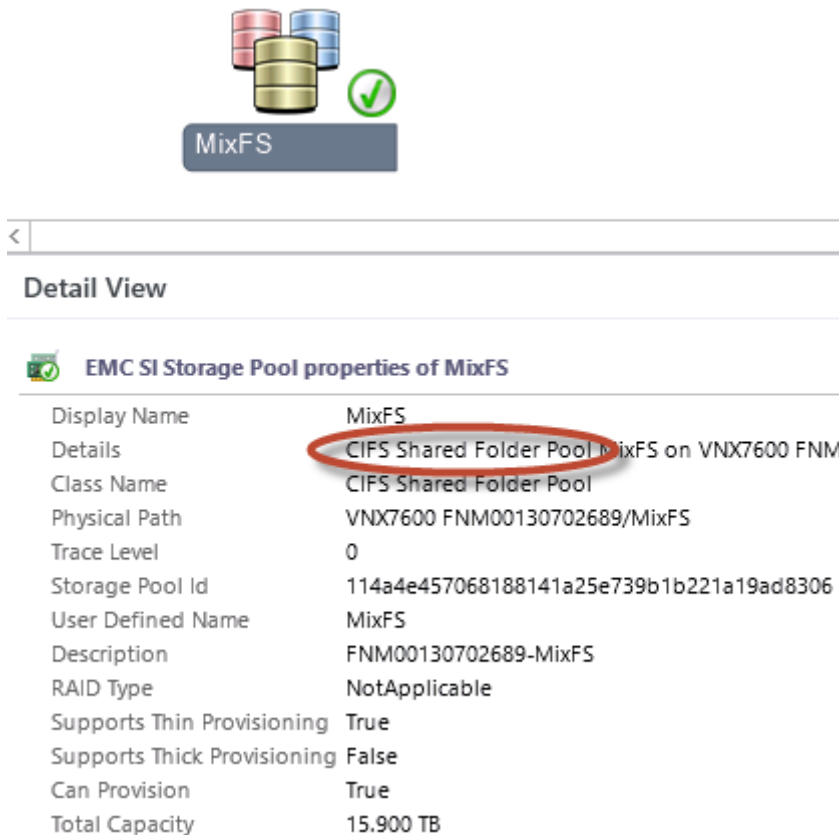 MixFS
Detail View
EMC SI Storage Pool properties of MixFS
Display Name MixFS
Details CIFS Shared Folder Pool MixFS on VNX7600 FNM
Class Name CIFS Shared Folder Pool
Physical Path VNX7600 FNM00130702689/MixFS
Trace Level 0
Storage Pool Id 114a4e457068188141a25e739b1b221a19ad8306
User Defined Name MixFS
Description FNM00130702689-MixFS
RAID Type NotApplicable
Supports Thin Provisioning True
Supports Thick Provisioning False
Can Provision True
Total Capacity 15.900 TB